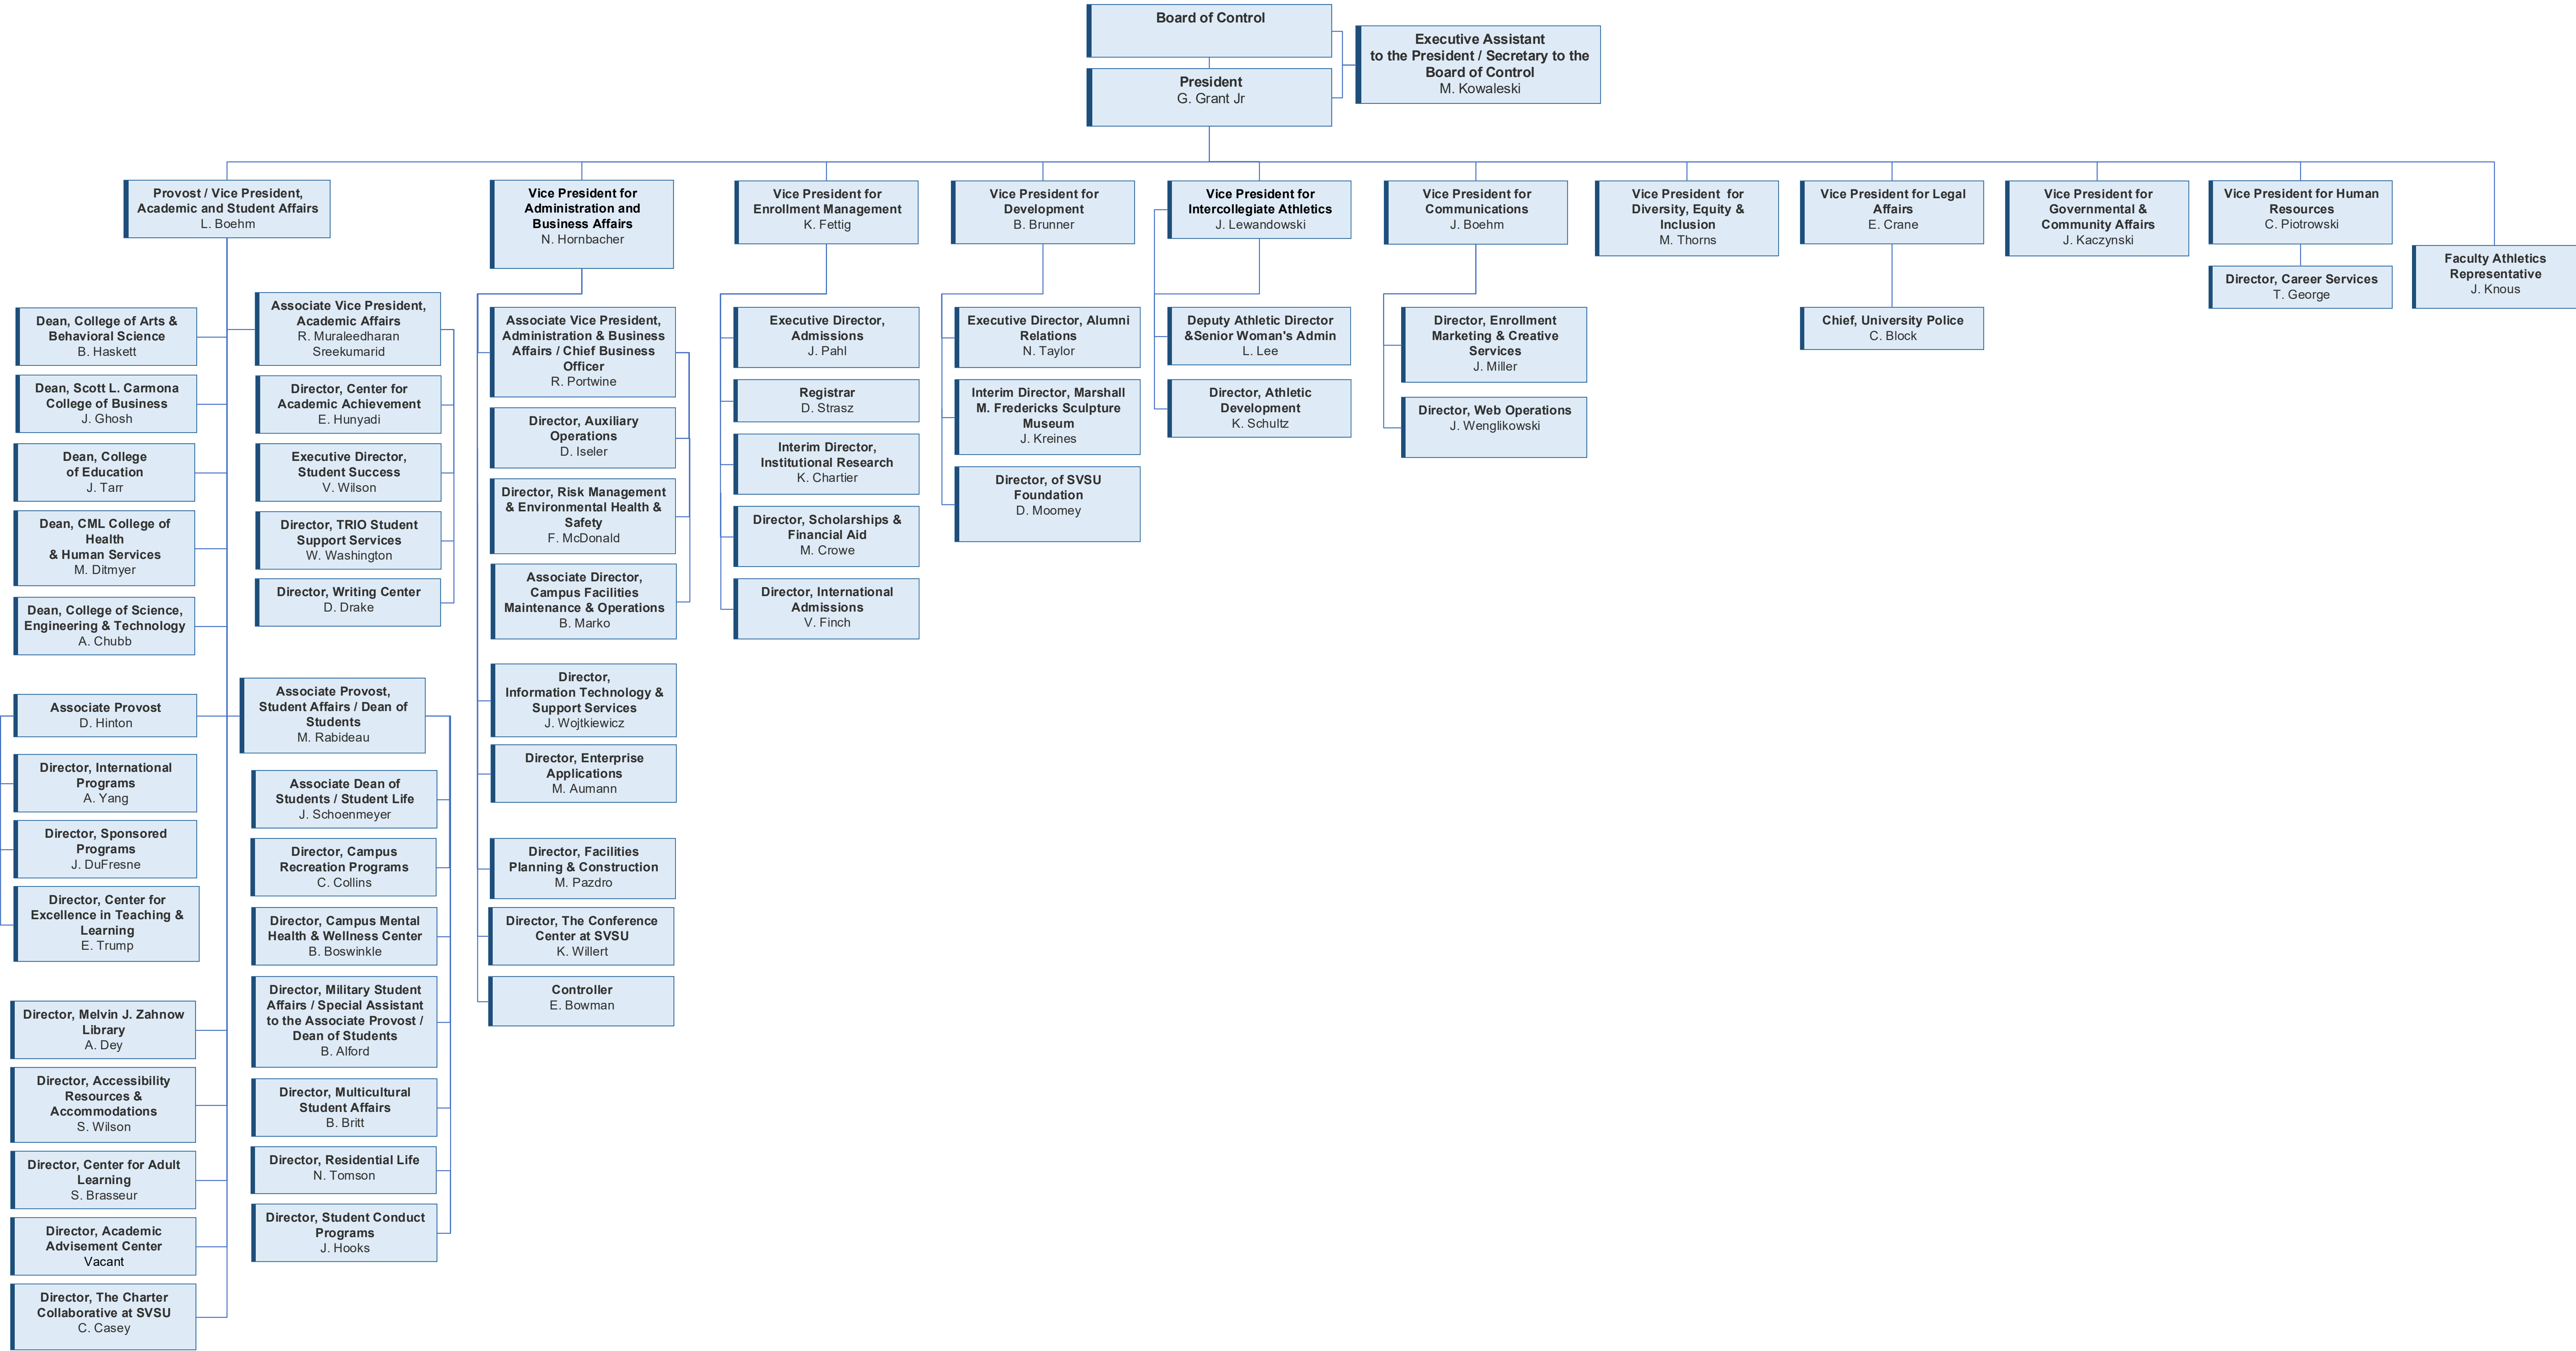 Board of Control
Executive Assistant
to the President / Secretary to the
Board of Control
M. Kowaleski
President
G. Grant Jr
Provost / Vice President,
Academic and Student Affairs
L. Boehm
Vice President for
Administration and
Business Affairs
N. Hornbacher
Vice President for
Enrollment Management
K. Fettig
Vice President for
Development
B. Brunner
Vice President for
Intercollegiate Athletics
J. Lewandowski
Vice President for
Communications
J. Boehm
Vice President  for
Diversity, Equity &
Inclusion
M. Thorns
Vice President for Legal
Affairs
E. Crane
Vice President for
Governmental &
Community Affairs
J. Kaczynski
Vice President for Human
Resources
C. Piotrowski
Faculty Athletics
Representative
J. Knous
Director, Career Services
T. George
Dean, College of Arts &
Behavioral Science
B. Haskett
Dean, Scott L. Carmona
College of Business
J. Ghosh
Dean, College
of Education
J. Tarr
Dean, CML College of
Health
& Human Services
M. Ditmyer
Dean, College of Science,
Engineering & Technology
A. Chubb
Associate Provost
D. Hinton
Director, International
Programs
A. Yang
Director, Sponsored
Programs
J. DuFresne
Director, Center for
Excellence in Teaching &
Learning
E. Trump
Director, Melvin J. Zahnow
Library
A. Dey
Director, Accessibility
Resources &
Accommodations
S. Wilson
Director, Center for Adult
Learning
S. Brasseur
Director, Academic
Advisement Center
Vacant
Director, The Charter
Collaborative at SVSU
C. Casey
Associate Vice President,
Academic Affairs
R. Muraleedharan
Sreekumarid
Director, Center for
Academic Achievement
E. Hunyadi
Executive Director,
Student Success
V. Wilson
Director, TRIO Student
Support Services
W. Washington
Director, Writing Center
D. Drake
Associate Provost,
Student Affairs / Dean of
Students
M. Rabideau
Associate Dean of
Students / Student Life
J. Schoenmeyer
Director, Campus
Recreation Programs
C. Collins
Director, Campus Mental
Health & Wellness Center
B. Boswinkle
Director, Military Student
Affairs / Special Assistant
to the Associate Provost /
Dean of Students
B. Alford
Director, Multicultural
Student Affairs
B. Britt
Director, Residential Life
N. Tomson
Director, Student Conduct
Programs
J. Hooks
Associate Vice President,
Administration & Business
Affairs / Chief Business
Officer
R. Portwine
Director, Auxiliary
Operations
D. Iseler
Director, Risk Management
& Environmental Health &
Safety
F. McDonald
Associate Director,
Campus Facilities
Maintenance & Operations
B. Marko
Director,
Information Technology &
Support Services
J. Wojtkiewicz
Director, Enterprise
Applications
M. Aumann
Director, Facilities
Planning & Construction
M. Pazdro
Director, The Conference
Center at SVSU
K. Willert
Controller
E. Bowman
Executive Director,
Admissions
J. Pahl
Registrar
D. Strasz
Interim Director,
Institutional Research
K. Chartier
Director, Scholarships &
Financial Aid
M. Crowe
Director, International
Admissions
V. Finch
Executive Director, Alumni
Relations
N. Taylor
Interim Director, Marshall
M. Fredericks Sculpture
Museum
J. Kreines
Director, of SVSU
Foundation
D. Moomey
Deputy Athletic Director
&Senior Woman's Admin
L. Lee
Director, Athletic
Development
K. Schultz
Director, Enrollment
Marketing & Creative
Services
J. Miller
Director, Web Operations
J. Wenglikowski
Chief, University Police
C. Block